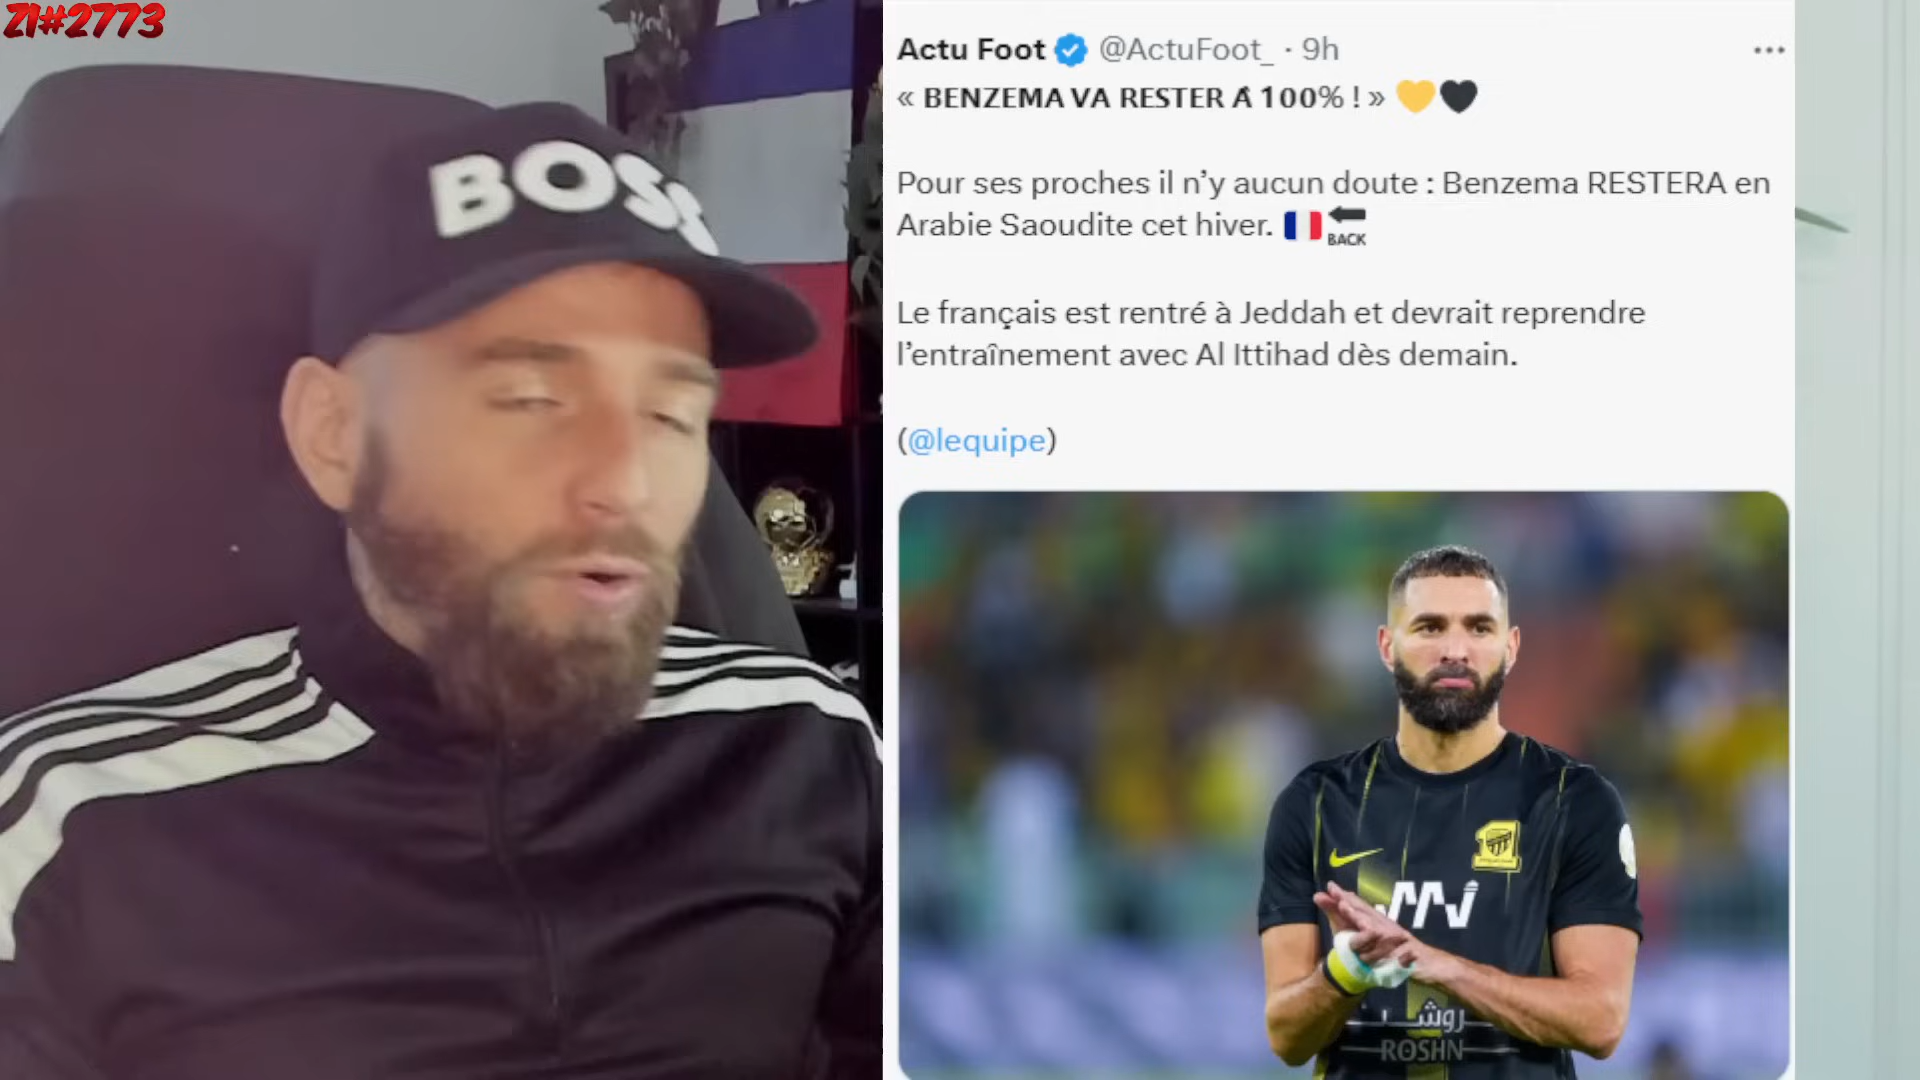 Z1#2773
BOSS
Actu Foot @ActuFoot_ · 9h
« BENZEMA VA RESTER Á 100% ! » 💛🖤
Pour ses proches il n’y aucun doute : Benzema RESTERA en
Arabie Saoudite cet hiver. 🇫🇷🔙
Le français est rentré à Jeddah et devrait reprendre
l’entraînement avec Al Ittihad dès demain.
(@lequipe)
روشن
ROSHN